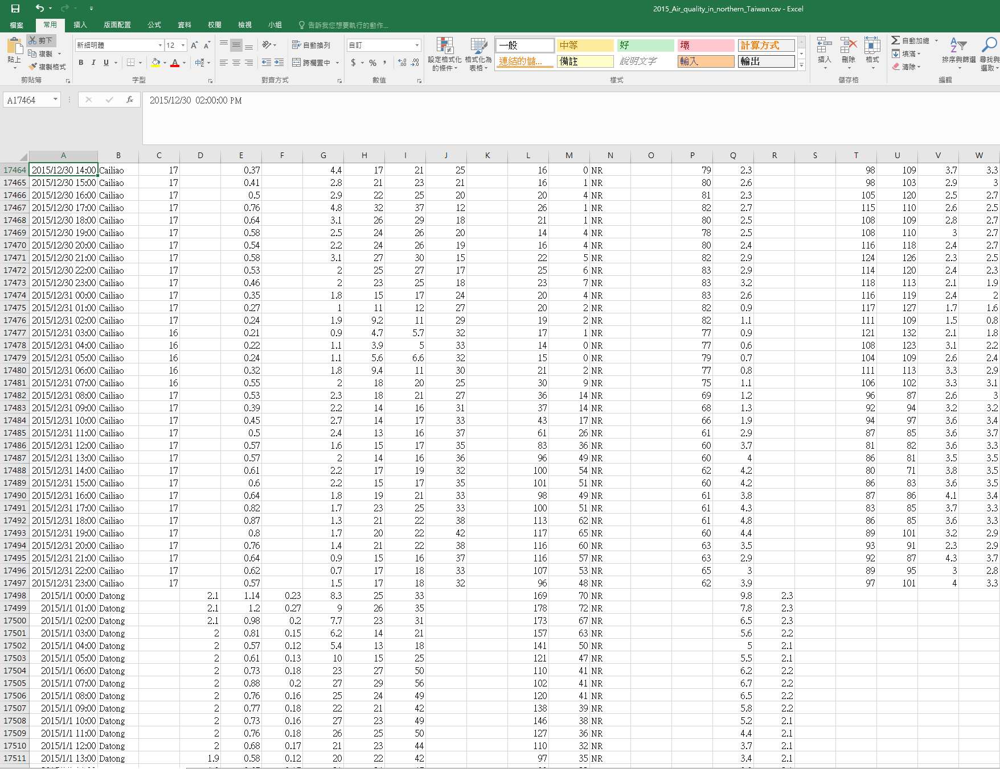 2015_Air_quality_in_northern_Taiwan.csv - Excel
檔案 常用 插入 版面配置 公式 資料 校閱 檢視 小組 告訴我您想要執行的動作...
貼上 剪下 複製 複製格式 剪貼簿
新細明體 12 B I U A 字型
自動換列 跨欄置中 對齊方式
自訂 $ % , 數值
設定格式化的條件 格式化為表格 一般 中等 好 壞 計算方式
連結的儲... 備註 說明文字 輸入 輸出 樣式
插入 刪除 格式 儲存格
自動加總 填滿 清除 排序與篩選 尋找與選取 編輯
A17464 fx 2015/12/30 02:00:00 PM
A B C D E F G H I J K L M N O P Q R S T U V W
17464 2015/12/30 14:00 Cailiao 17 0.37 4.4 17 21 25 16 0 NR 79 2.3 98 109 3.7 3.3
17465 2015/12/30 15:00 Cailiao 17 0.41 2.8 21 23 21 16 1 NR 80 2.6 98 103 2.9 3
17466 2015/12/30 16:00 Cailiao 17 0.5 2.9 22 25 20 20 4 NR 81 2.3 105 120 2.5 2.7
17467 2015/12/30 17:00 Cailiao 17 0.76 4.8 32 37 12 26 1 NR 82 2.7 115 110 2.6 2.5
17468 2015/12/30 18:00 Cailiao 17 0.64 3.1 26 29 18 21 1 NR 80 2.5 108 109 2.8 2.7
17469 2015/12/30 19:00 Cailiao 17 0.58 2.5 24 26 20 14 4 NR 78 2.5 108 110 3 2.7
17470 2015/12/30 20:00 Cailiao 17 0.54 2.2 24 26 19 16 4 NR 80 2.4 116 118 2.4 2.7
17471 2015/12/30 21:00 Cailiao 17 0.58 3.1 27 30 15 22 5 NR 82 2.9 124 126 2.3 2.5
17472 2015/12/30 22:00 Cailiao 17 0.53 2 25 27 17 25 6 NR 83 2.9 114 120 2.4 2.3
17473 2015/12/30 23:00 Cailiao 17 0.46 2 23 25 18 23 7 NR 83 3.2 118 113 2.1 1.9
17474 2015/12/31 00:00 Cailiao 17 0.35 1.8 15 17 24 20 4 NR 83 2.6 116 119 2.4 2
17475 2015/12/31 01:00 Cailiao 17 0.27 1 11 12 27 20 2 NR 82 0.9 117 127 1.7 1.6
17476 2015/12/31 02:00 Cailiao 17 0.24 1.9 9.2 11 29 19 2 NR 82 1.1 111 109 1.5 0.8
17477 2015/12/31 03:00 Cailiao 16 0.21 0.9 4.7 5.7 32 17 1 NR 77 0.9 121 132 2.1 1.8
17478 2015/12/31 04:00 Cailiao 16 0.22 1.1 3.9 5 33 14 0 NR 77 0.6 108 123 3.1 2.2
17479 2015/12/31 05:00 Cailiao 16 0.24 1.1 5.6 6.6 32 15 0 NR 79 0.7 104 109 2.6 2.4
17480 2015/12/31 06:00 Cailiao 16 0.32 1.8 9.4 11 30 21 2 NR 77 0.8 111 113 3.3 2.9
17481 2015/12/31 07:00 Cailiao 16 0.55 2 18 20 25 30 9 NR 75 1.1 106 102 3.3 3.1
17482 2015/12/31 08:00 Cailiao 17 0.53 2.3 18 21 27 36 14 NR 69 1.2 96 87 2.6 3
17483 2015/12/31 09:00 Cailiao 17 0.39 2.2 14 16 31 37 14 NR 68 1.3 92 94 3.2 3.2
17484 2015/12/31 10:00 Cailiao 17 0.45 2.7 14 17 33 43 17 NR 66 1.9 94 97 3.6 3.4
17485 2015/12/31 11:00 Cailiao 17 0.5 2.4 13 16 37 61 26 NR 61 2.9 87 85 3.6 3.7
17486 2015/12/31 12:00 Cailiao 17 0.57 1.6 15 17 35 83 36 NR 60 3.7 81 82 3.6 3.3
17487 2015/12/31 13:00 Cailiao 17 0.57 2 14 16 36 96 49 NR 60 4 86 81 3.5 3.5
17488 2015/12/31 14:00 Cailiao 17 0.61 2.2 17 19 32 100 54 NR 62 4.2 80 71 3.8 3.5
17489 2015/12/31 15:00 Cailiao 17 0.6 2.2 15 17 35 101 51 NR 60 4.2 86 83 3.6 3.5
17490 2015/12/31 16:00 Cailiao 17 0.64 1.8 19 21 33 98 49 NR 61 3.8 87 86 4.1 3.4
17491 2015/12/31 17:00 Cailiao 17 0.82 1.7 23 25 33 100 51 NR 61 4.3 83 85 3.7 3.3
17492 2015/12/31 18:00 Cailiao 17 0.87 1.3 21 22 38 113 62 NR 61 4.8 86 85 3.6 3.3
17493 2015/12/31 19:00 Cailiao 17 0.8 1.7 20 22 42 117 65 NR 60 4.4 89 101 3.2 2.9
17494 2015/12/31 20:00 Cailiao 17 0.76 1.4 21 22 38 116 60 NR 63 3.5 93 91 2.3 2.9
17495 2015/12/31 21:00 Cailiao 17 0.64 0.9 15 16 37 116 57 NR 63 2.9 92 87 4.3 3.7
17496 2015/12/31 22:00 Cailiao 17 0.62 0.7 17 18 33 107 53 NR 65 3 89 95 3 2.8
17497 2015/12/31 23:00 Cailiao 17 0.57 1.5 17 18 32 96 48 NR 62 3.9 97 101 4 3.3
17498 2015/1/1 00:00 Datong 2.1 1.14 0.23 8.3 25 33 169 70 NR 9.8 2.3
17499 2015/1/1 01:00 Datong 2.1 1.2 0.27 9 26 35 178 72 NR 7.8 2.3
17500 2015/1/1 02:00 Datong 2.1 0.98 0.2 7.7 23 31 173 67 NR 6.5 2.3
17501 2015/1/1 03:00 Datong 2 0.81 0.15 6.2 14 21 157 63 NR 5.6 2.2
17502 2015/1/1 04:00 Datong 2 0.57 0.12 5.4 13 18 141 50 NR 5 2.1
17503 2015/1/1 05:00 Datong 2 0.61 0.13 10 15 25 121 47 NR 5.5 2.1
17504 2015/1/1 06:00 Datong 2 0.73 0.18 23 27 50 110 41 NR 6.2 2.2
17505 2015/1/1 07:00 Datong 2 0.88 0.2 27 29 56 102 41 NR 6.7 2.2
17506 2015/1/1 08:00 Datong 2 0.76 0.16 25 24 49 120 41 NR 6.5 2.2
17507 2015/1/1 09:00 Datong 2 0.77 0.18 22 21 42 138 39 NR 5.8 2.2
17508 2015/1/1 10:00 Datong 2 0.73 0.16 27 23 49 146 38 NR 5.2 2.1
17509 2015/1/1 11:00 Datong 2 0.76 0.18 26 25 50 127 36 NR 4.4 2.1
17510 2015/1/1 12:00 Datong 2 0.68 0.17 21 23 44 110 32 NR 3.7 2.1
17511 2015/1/1 13:00 Datong 1.9 0.58 0.12 20 22 42 97 35 NR 3.4 2.1